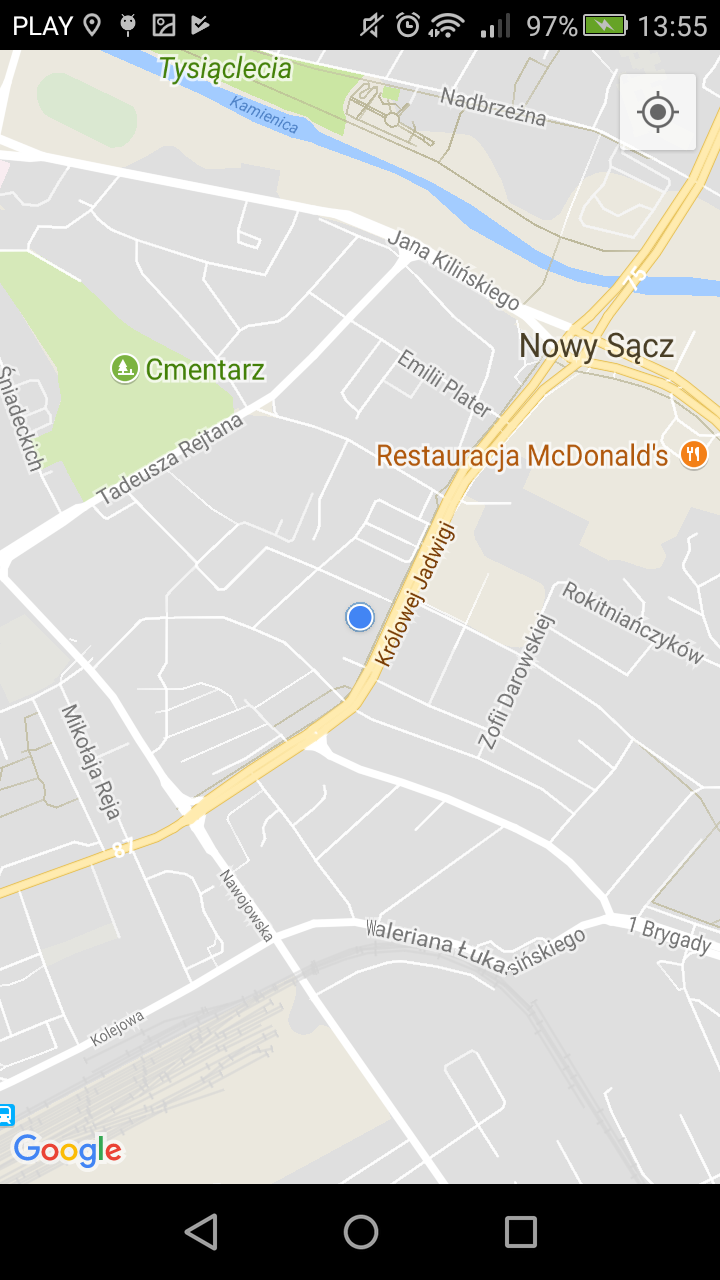 PLAY 97% 13:55
Tysiąclecia
Kamienica
Nadbrzeżna
Jana Kilińskiego
75
Nowy Sącz
Emilii Plater
Cmentarz
Śniadeckich
Tadeusza Rejtana
Restauracja McDonald's
Królowej Jadwigi
Rokitniańczyków
Zofii Darowskiej
Mikołaja Reja
87
Nawojowska
Waleriana Łukasińskiego
1 Brygady
Kolejowa
Google